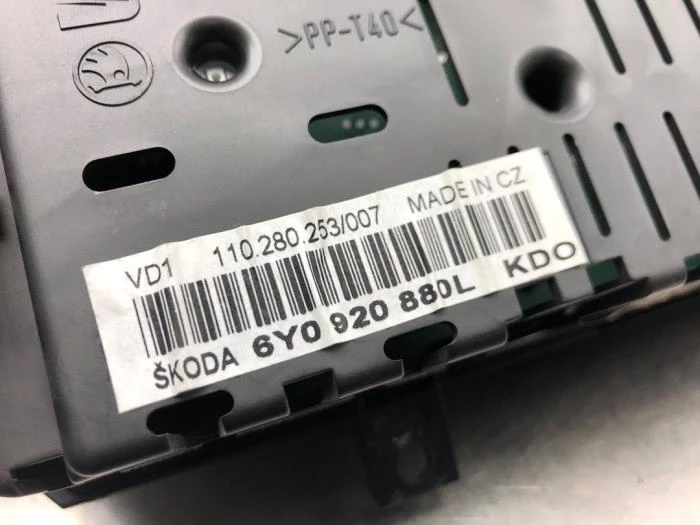 >PP-T40<
VD1 110.280.253/007 MADE IN CZ
ŠKODA 6Y0 920 880L KDO